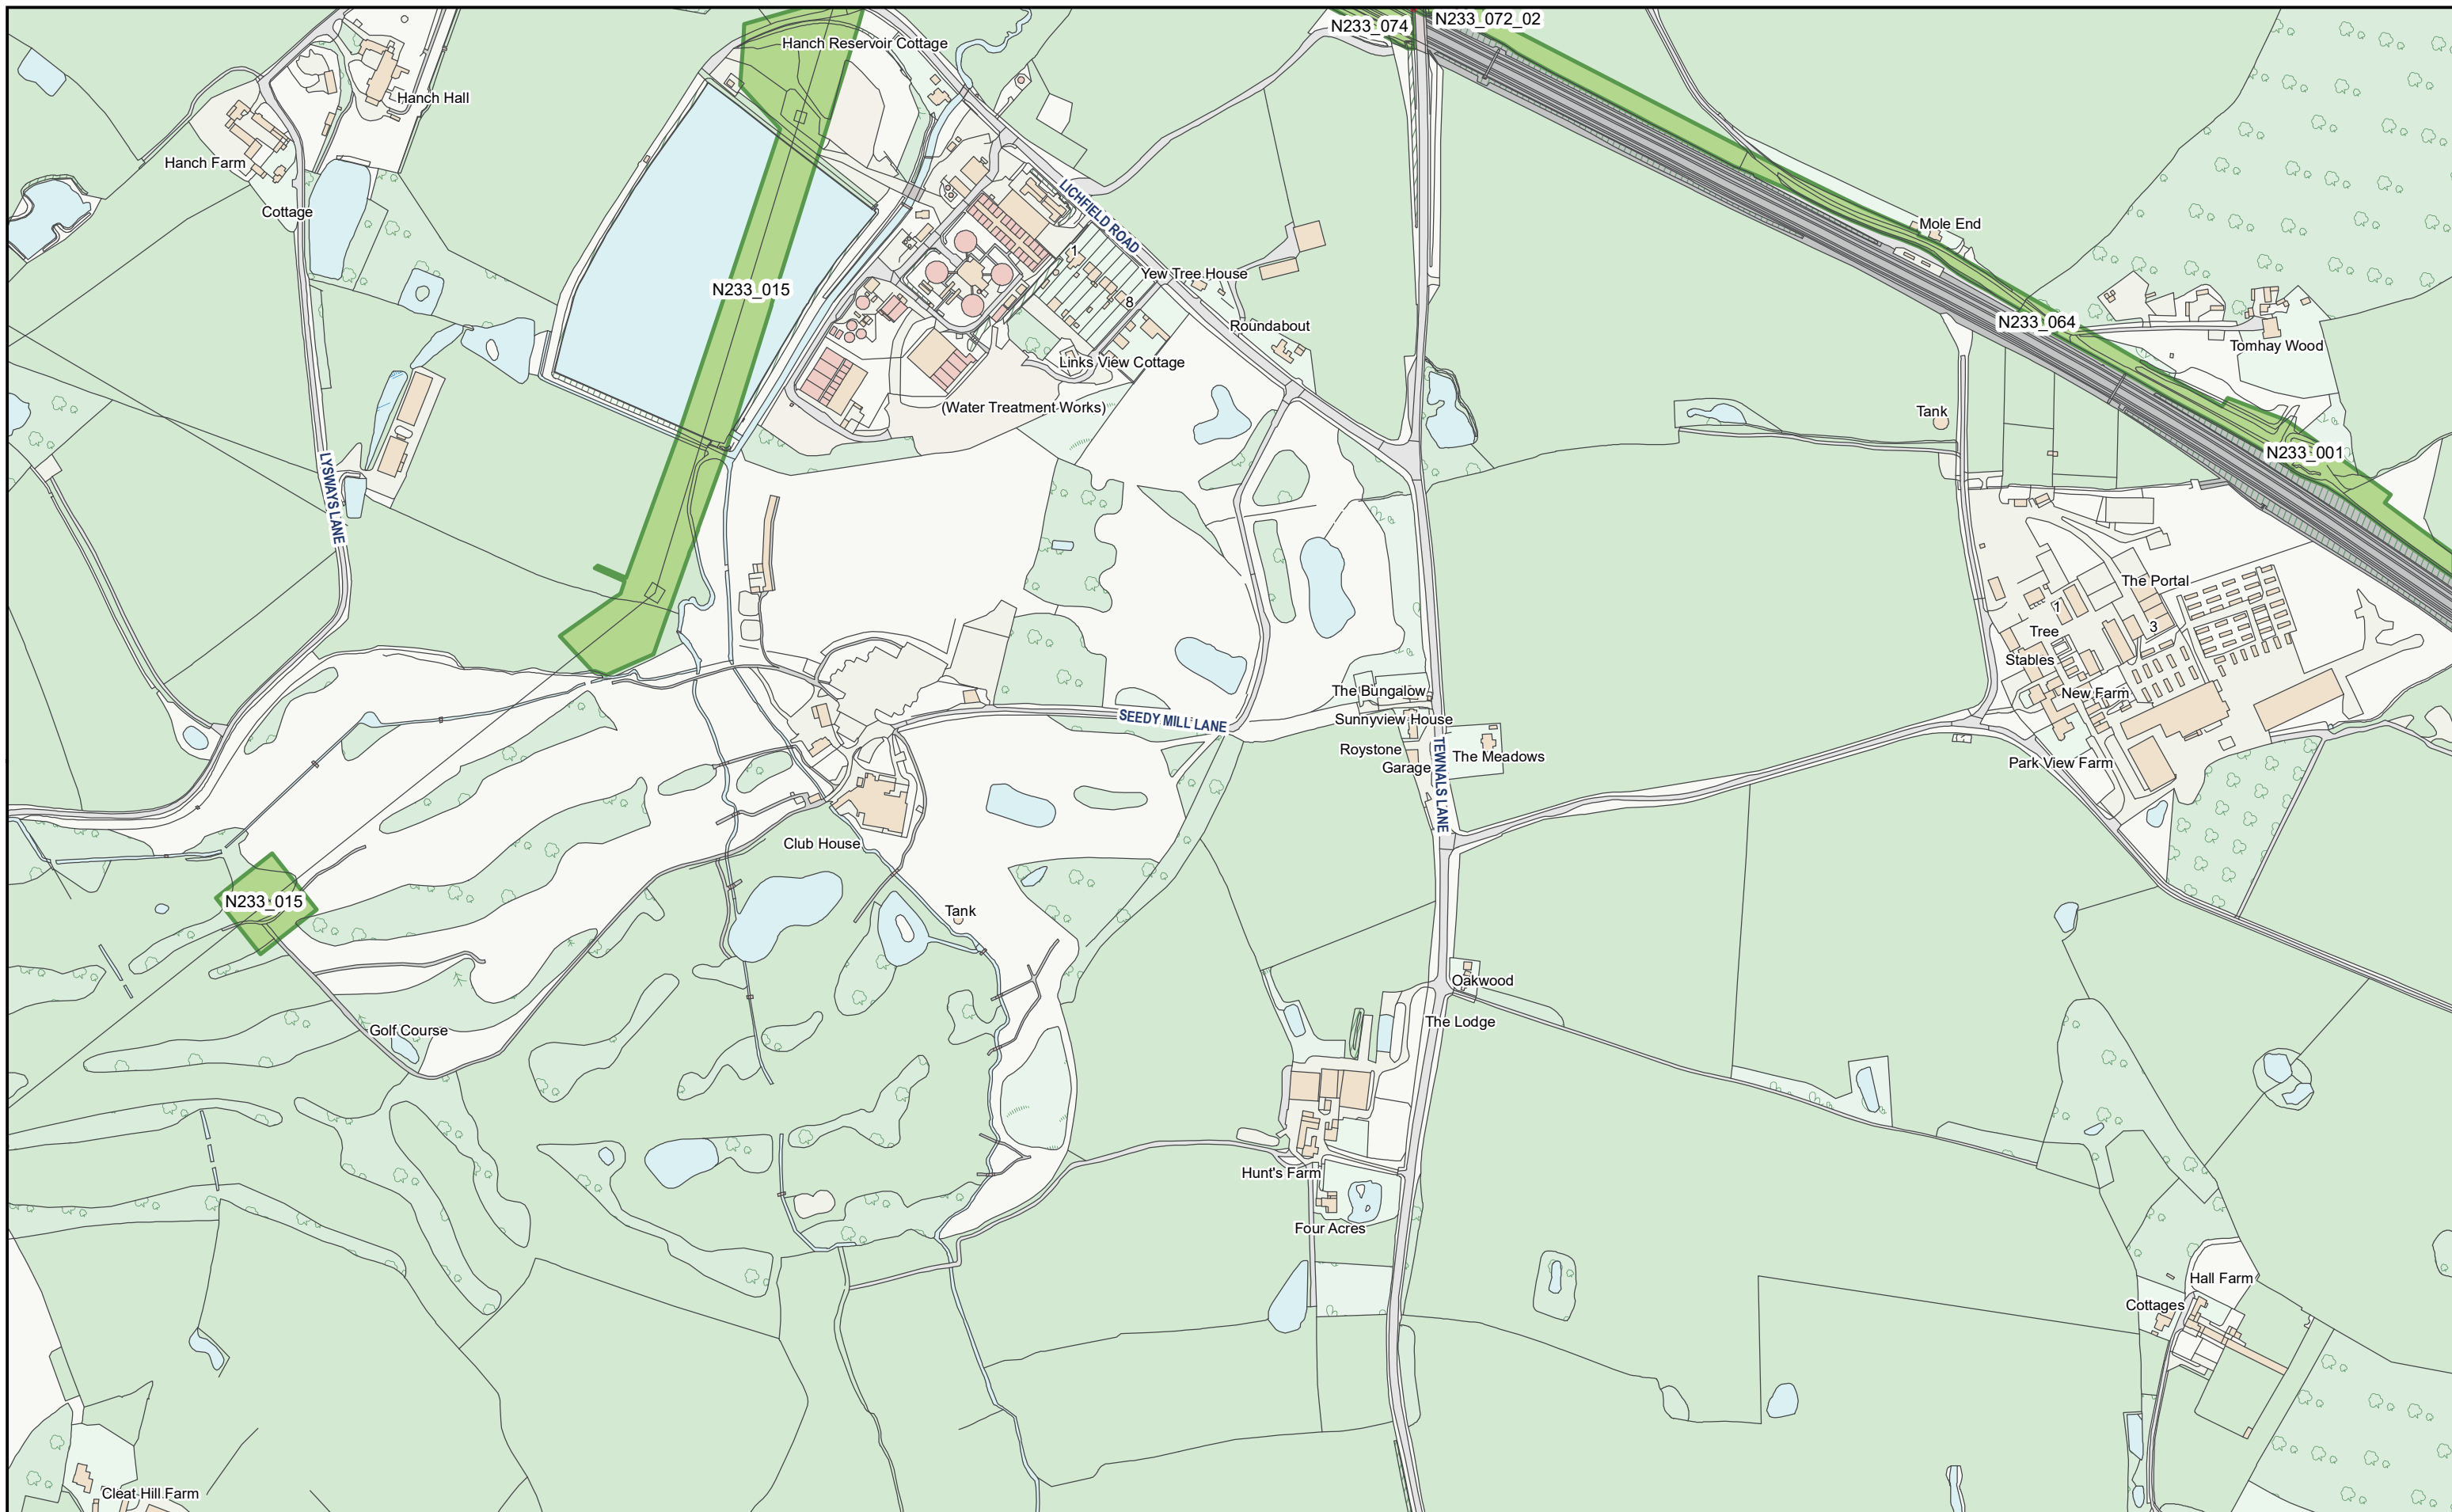 N233_074
N233_072_02
Hanch Reservoir Cottage
Hanch Hall
Hanch Farm
Cottage
LICHFIELD ROAD
Mole End
1
Yew Tree House
N233_015
8
Roundabout
N233_064
Tomhay Wood
Links View Cottage
(Water Treatment Works)
Tank
N233_001
LYSWAYS LANE
The Portal
1
3
Tree
Stables
The Bungalow
New Farm
SEEDY MILL LANE
Sunnyview House
Roystone
The Meadows
Garage
TEWNALS LANE
Park View Farm
Club House
N233_015
Tank
Oakwood
The Lodge
Golf Course
Hunt's Farm
Four Acres
Hall Farm
Cottages
Cleat Hill Farm